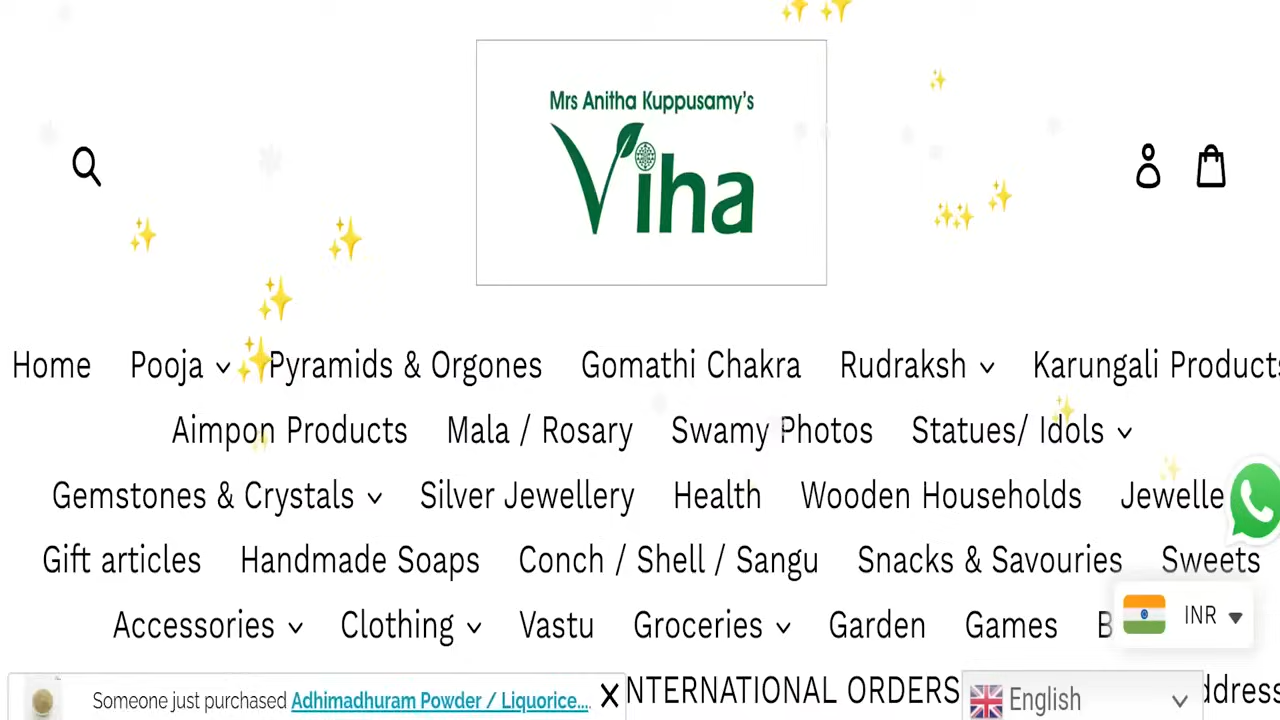 Mrs Anitha Kuppusamy's
Viha
Home Pooja Pyramids & Orgones Gomathi Chakra Rudraksh Karungali Products
Aimpon Products Mala / Rosary Swamy Photos Statues/ Idols
Gemstones & Crystals Silver Jewellery Health Wooden Households Jewelle
Gift articles Handmade Soaps Conch / Shell / Sangu Snacks & Savouries Sweets
Accessories Clothing Vastu Groceries Garden Games B
INR
Someone just purchased Adhimadhuram Powder / Liquorice....
NTERNATIONAL ORDERS
English
ddress